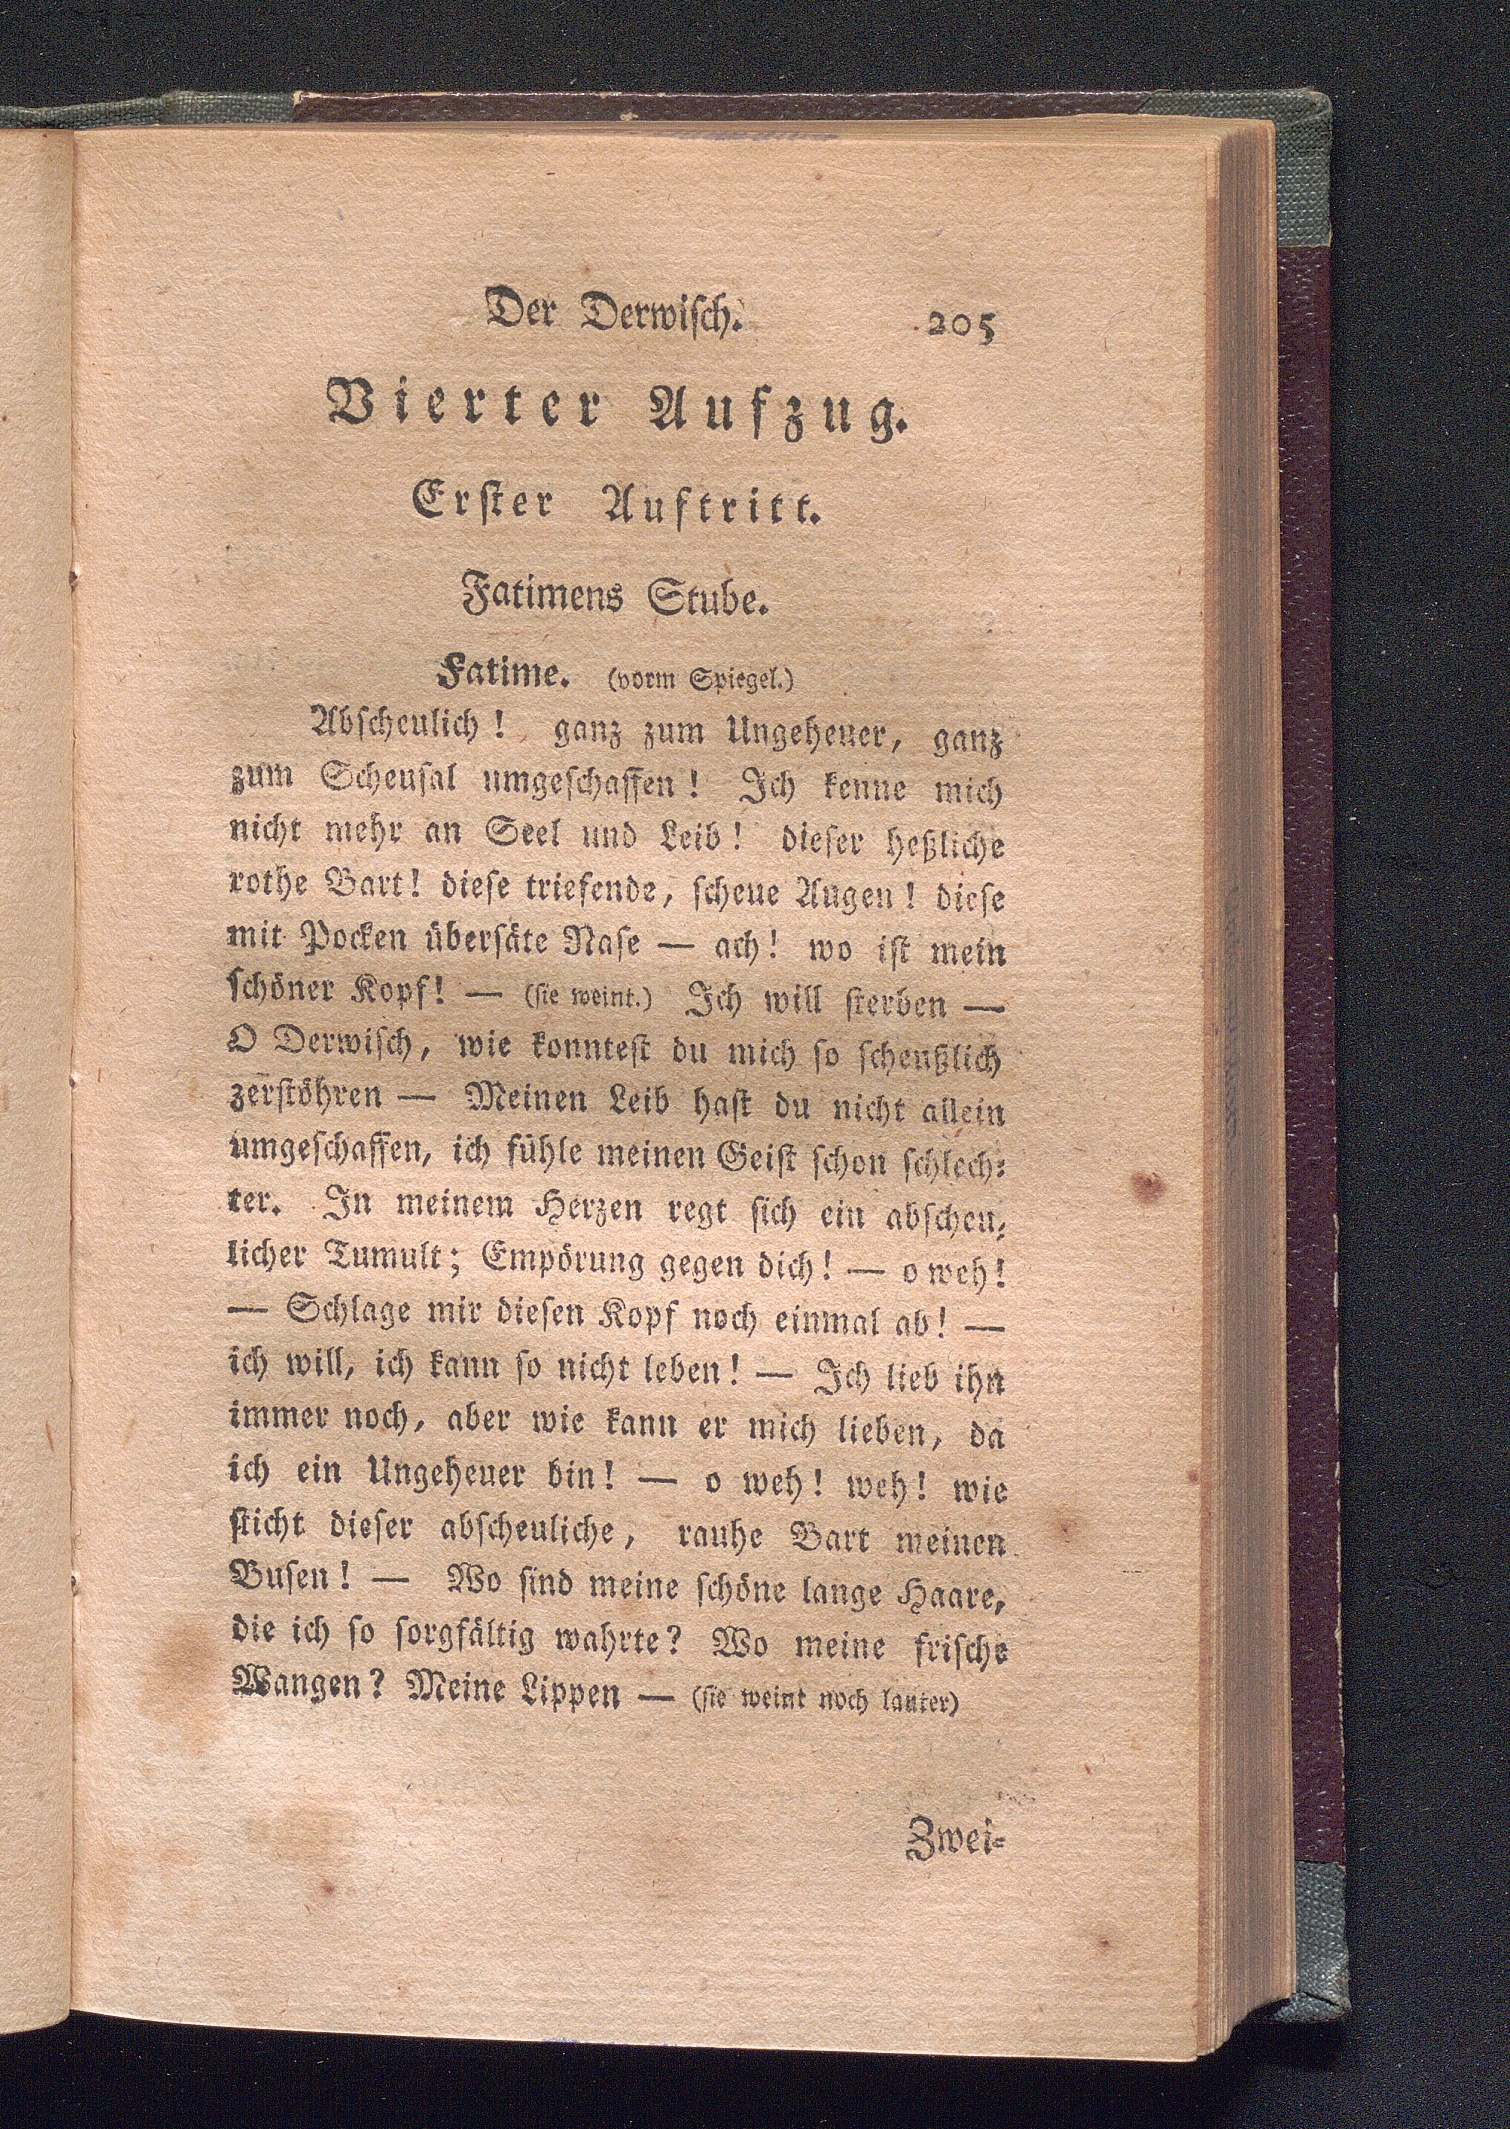 Der Derwiſch. 205
Vierter Aufzug.
Erſter Auftritt.
Fatimens Stube.
Fatime. (vorm Spiegel.)
Abſcheulich! ganz zum Ungeheuer, ganz
zum Scheuſal umgeſchaffen! Ich kenne mich
nicht mehr an Seel und Leib! dieſer heßliche
rothe Bart! dieſe triefende, ſcheue Augen! dieſe
mit Pocken überſäte Naſe — ach! wo iſt mein
ſchöner Kopf! — (ſie weint.) Ich will ſterben —
O Derwiſch, wie konnteſt du mich ſo ſcheußlich
zerſtöhren — Meinen Leib haſt du nicht allein
umgeſchaffen, ich fühle meinen Geiſt ſchon ſchlech⸗
ter. In meinem Herzen regt ſich ein abſcheu⸗
licher Tumult; Empörung gegen dich! — o weh!
— Schlage mir dieſen Kopf noch einmal ab! —
ich will, ich kann ſo nicht leben! — Ich lieb ihn
immer noch, aber wie kann er mich lieben, da
ich ein Ungeheuer bin! — o weh! weh! wie
ſticht dieſer abſcheuliche, rauhe Bart meinen
Buſen! — Wo ſind meine ſchöne lange Haare,
die ich ſo ſorgfältig wahrte? Wo meine friſche
Wangen? Meine Lippen — (ſie weint noch lauter)
Zwei⸗